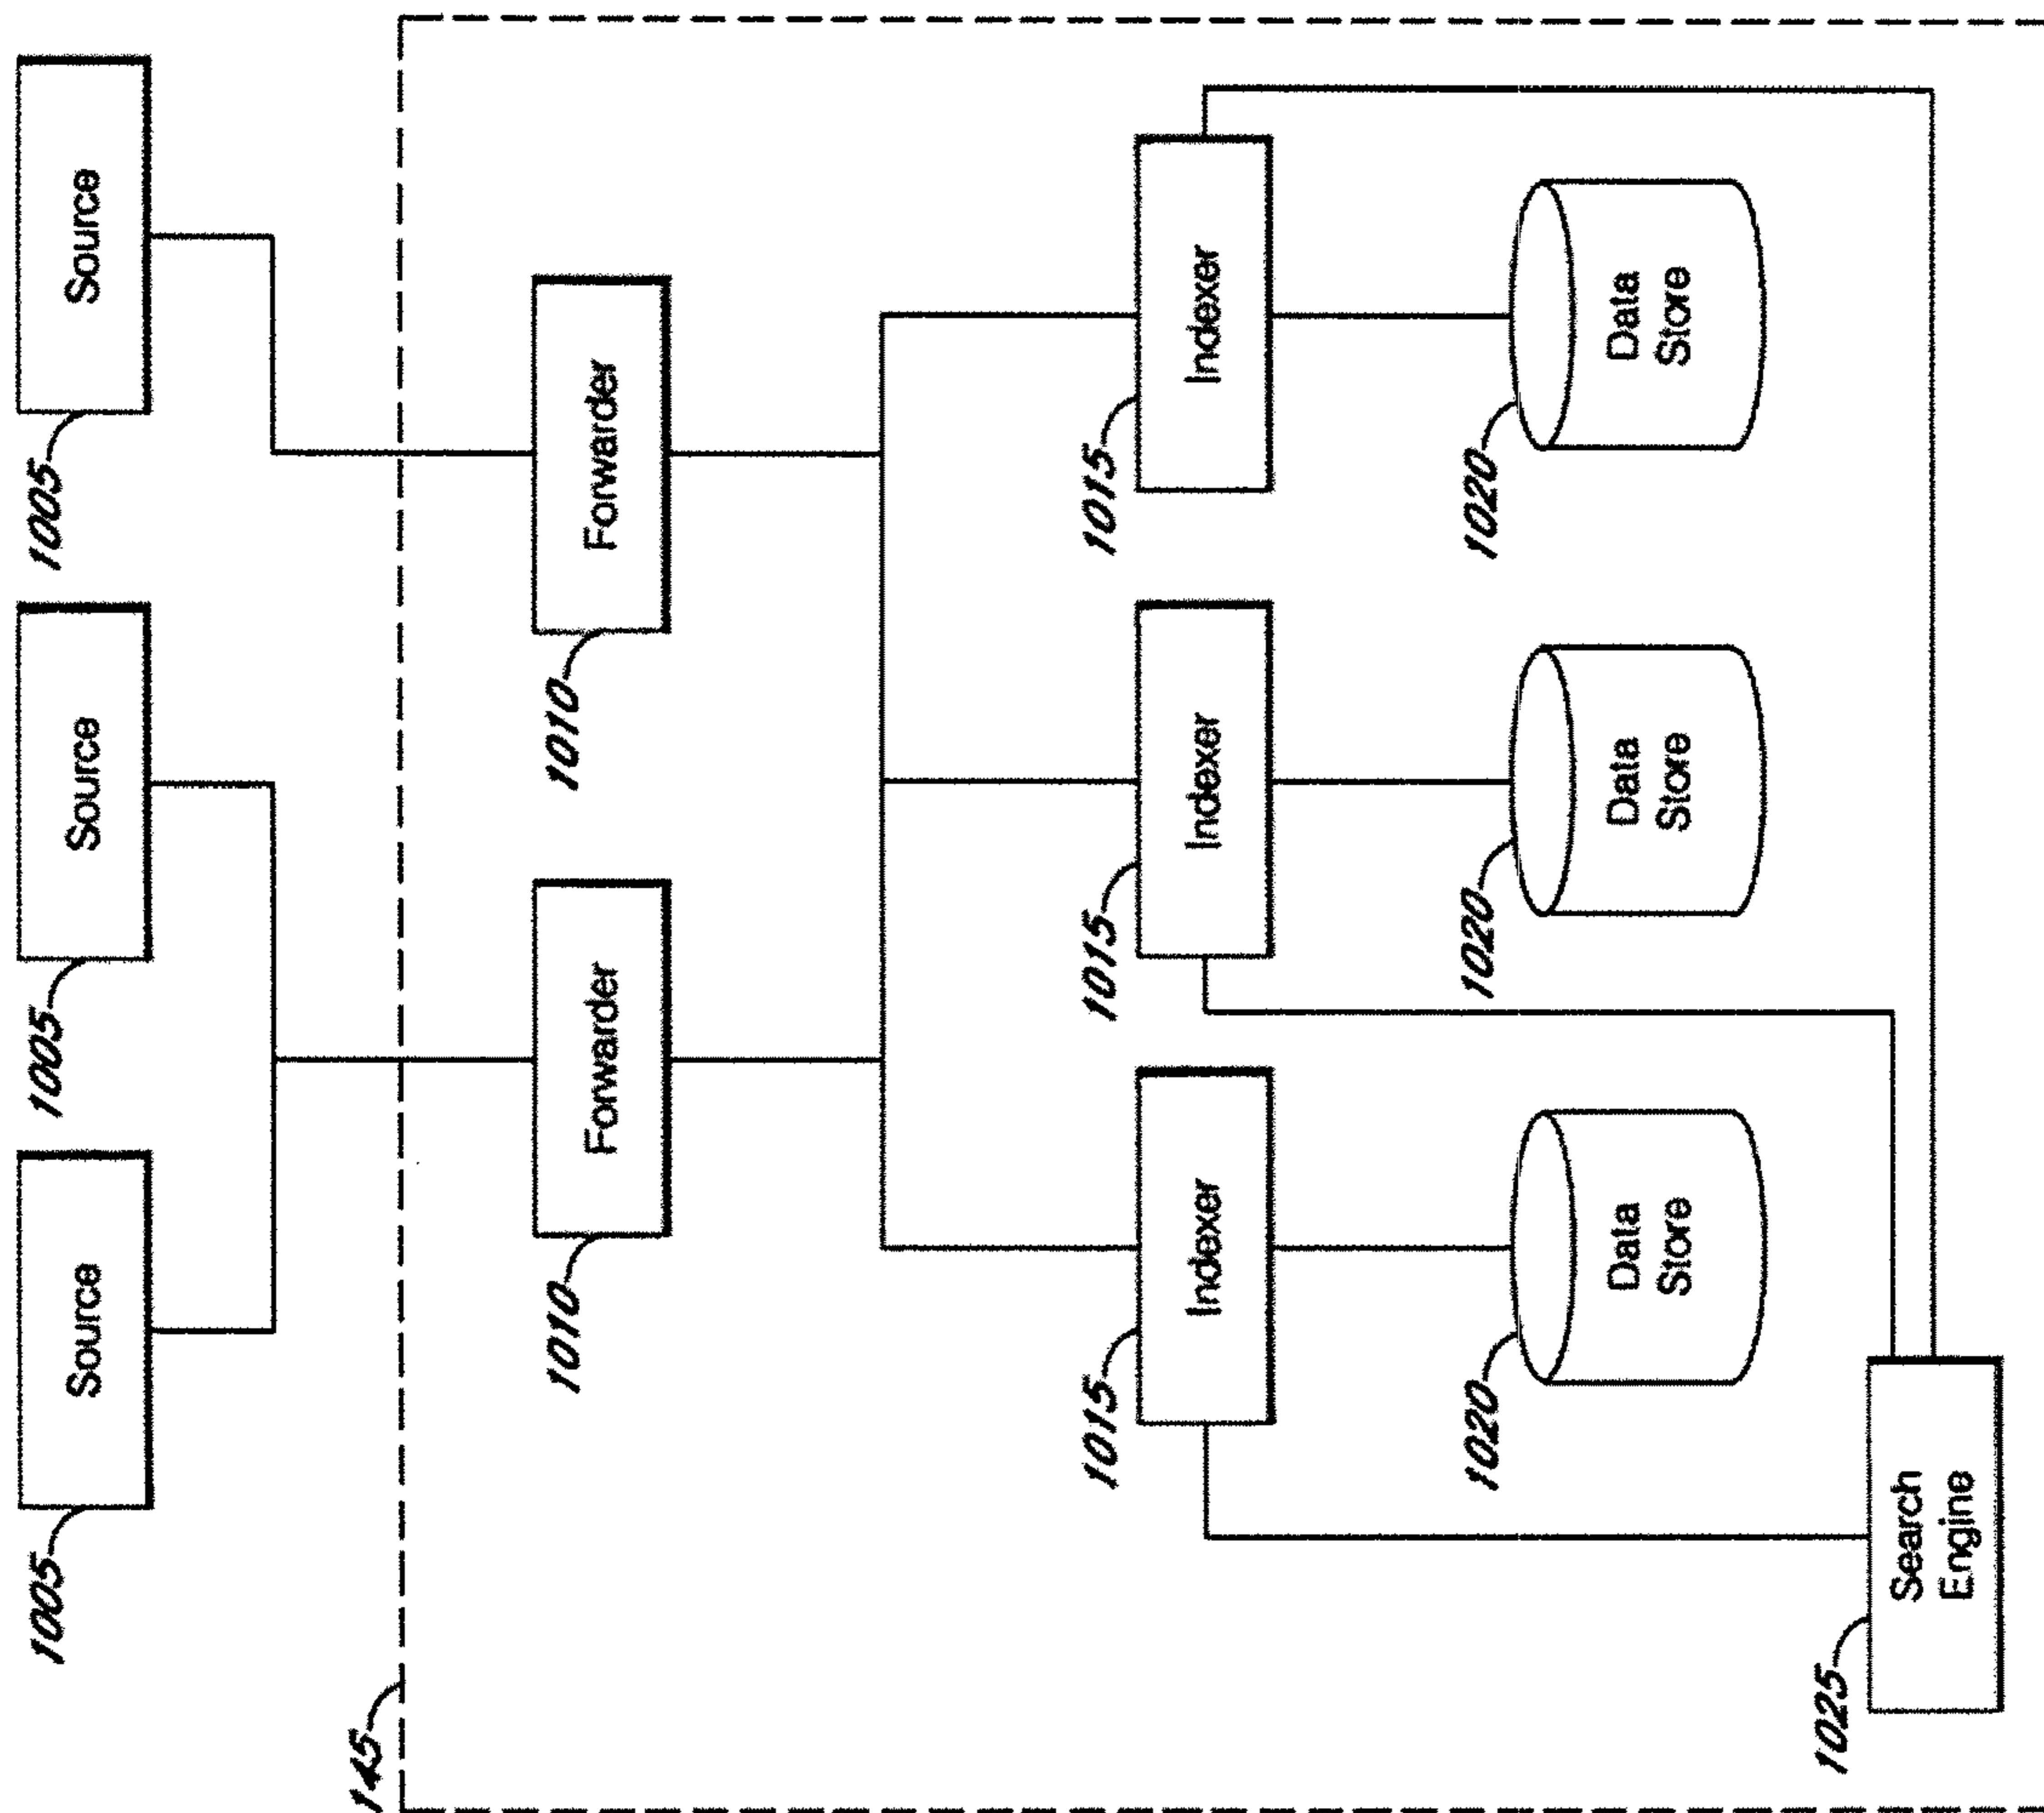 1005
Source
1005
Source
1005
Source
145
1010
Forwarder
1010
Forwarder
1015
Indexer
1015
Indexer
1015
Indexer
1020
Data
Store
1020
Data
Store
1020
Data
Store
1025
Search
Engine